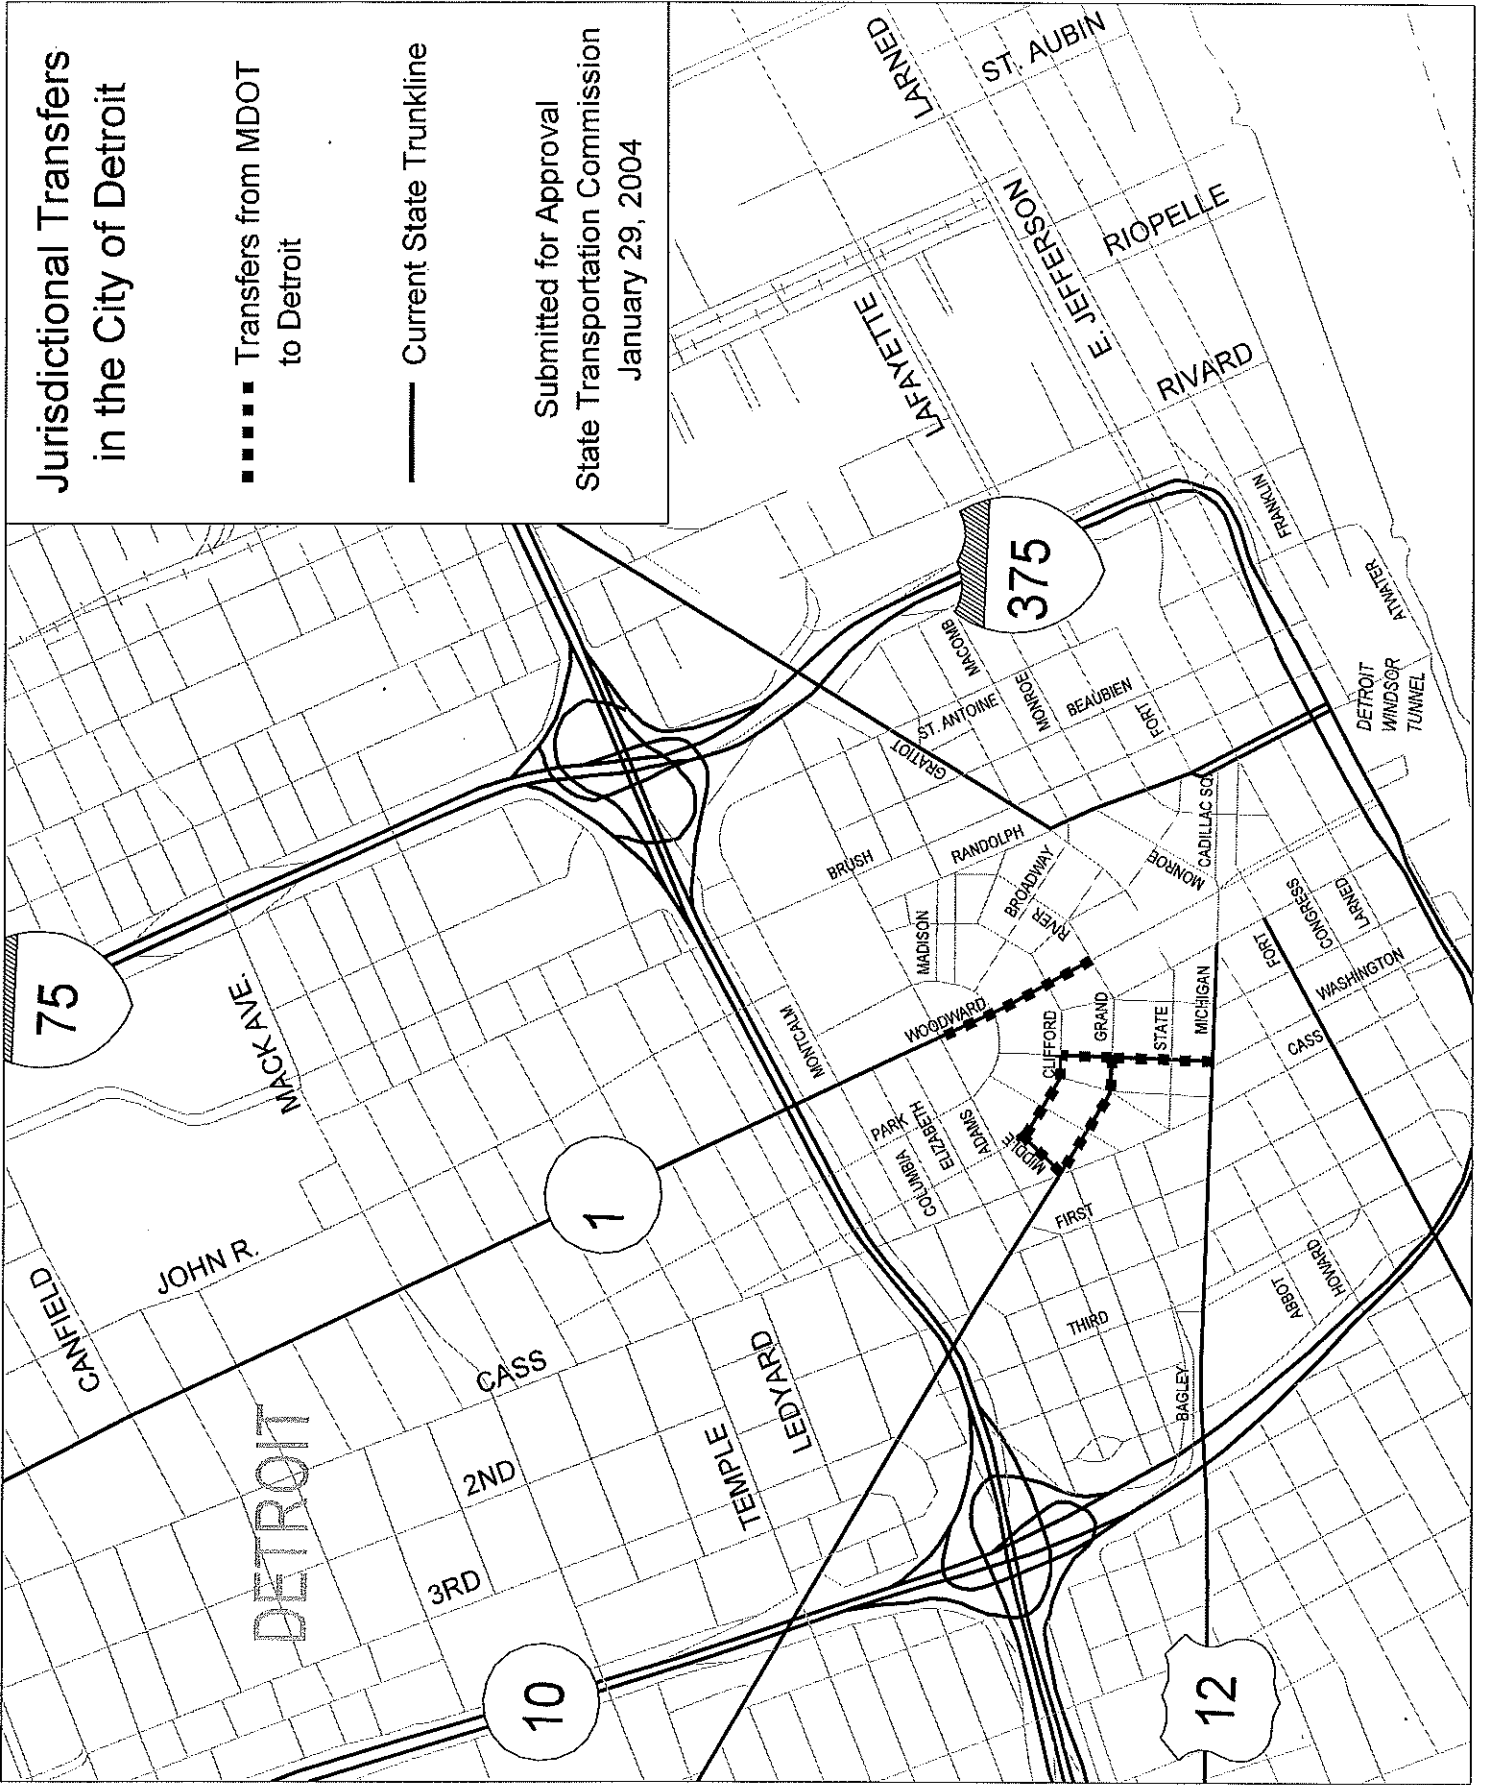 Jurisdictional Transfers
in the City of Detroit
Transfers from MDOT
to Detroit
Current State Trunkline
Submitted for Approval
State Transportation Commission
January 29, 2004
75
375
1
10
12
DETROIT
CANFIELD
MACK AVE.
JOHN R.
CASS
2ND
3RD
TEMPLE
LEDYARD
MONTCALM
PARK
COLUMBIA
ELIZABETH
ADAMS
MIDDLE
WOODWARD
MADISON
BRUSH
RANDOLPH
BROADWAY
RIVER
GRAND
CLIFFORD
STATE
MICHIGAN
CADILLAC SQ.
MONROE
GRATIOT
ST. ANTOINE
MACOMB
MONROE
BEAUBIEN
FORT
FORT
CONGRESS
LARNED
WASHINGTON
CASS
FIRST
THIRD
BAGLEY
ABBOT
HOWARD
LARNED
ST. AUBIN
LAFAYETTE
E. JEFFERSON
RIOPELLE
RIVARD
FRANKLIN
ATWATER
DETROIT
WINDSOR
TUNNEL